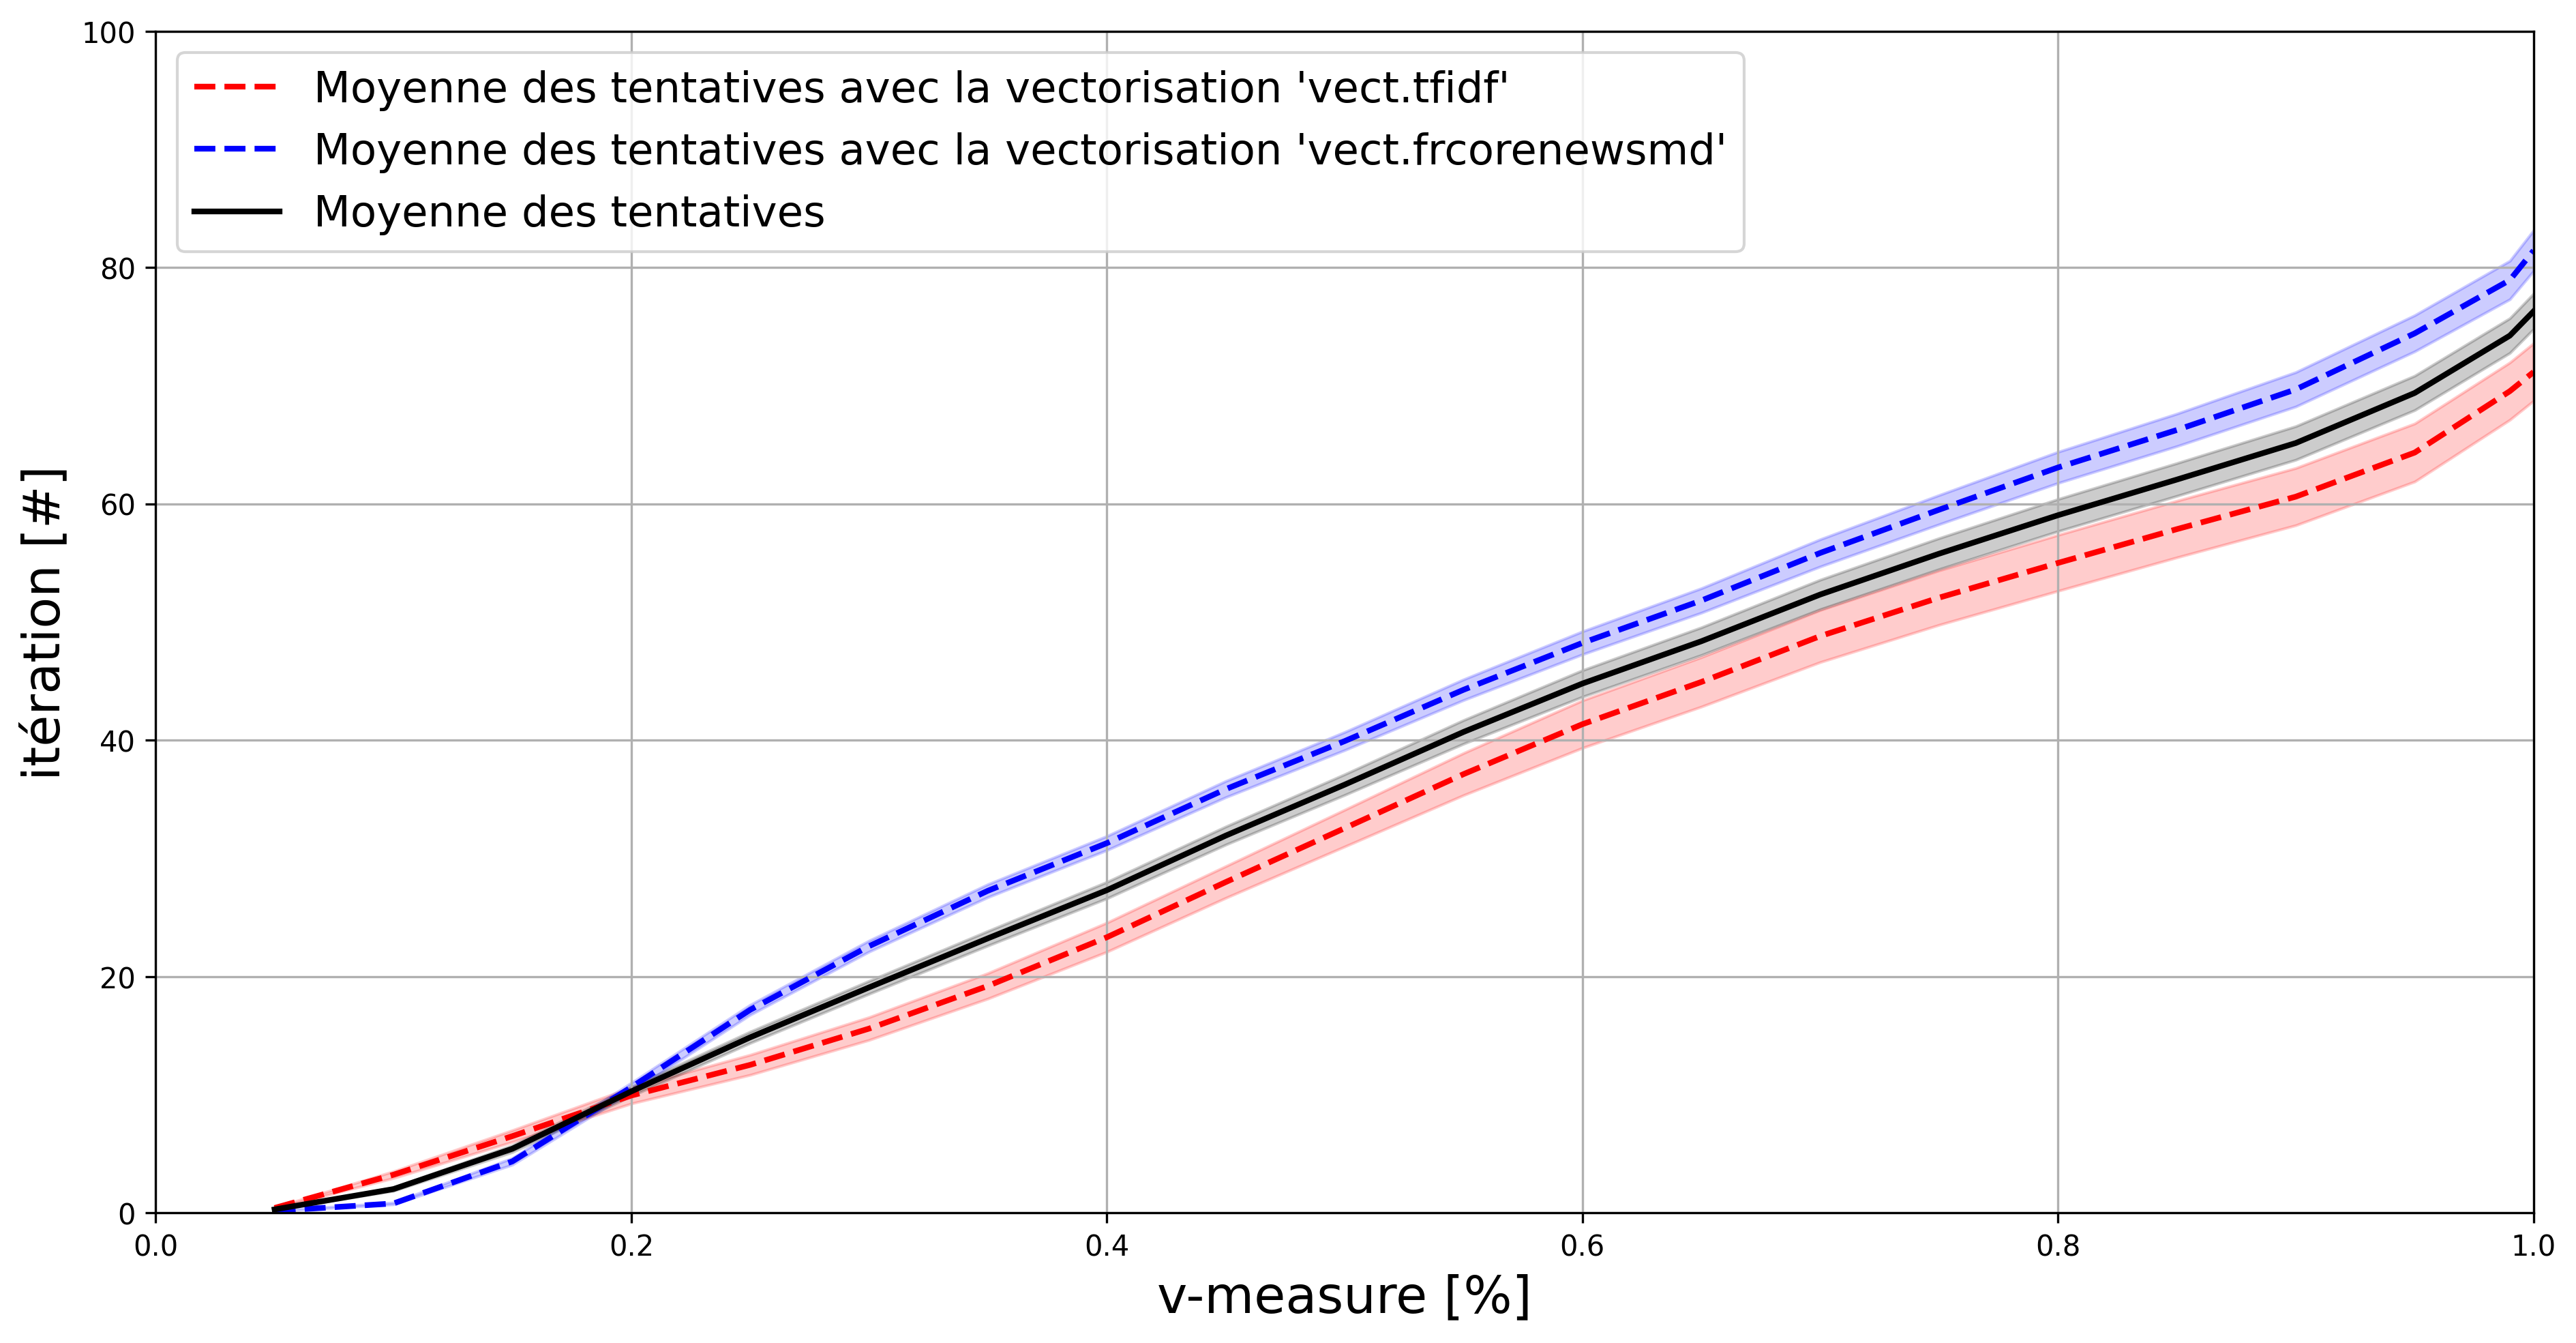 Moyenne des tentatives avec la vectorisation 'vect.tfidf'
Moyenne des tentatives avec la vectorisation 'vect.frcorenewsmd'
Moyenne des tentatives
100
80
60
40
20
0
itération [#]
0.0 0.2 0.4 0.6 0.8 1.0
v-measure [%]